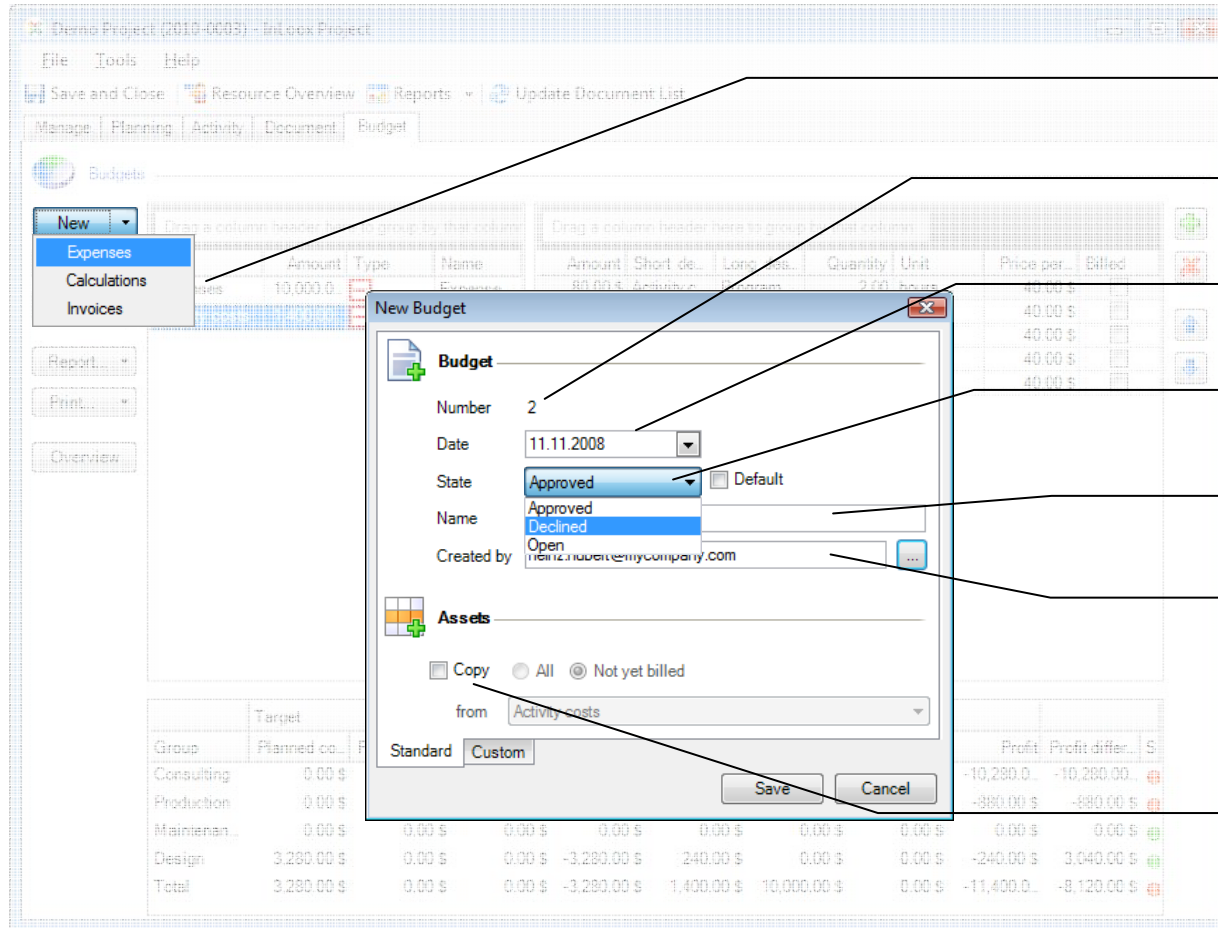 Demo Project (2010-0003) - InLoox Project
File Tools Help
Save and Close Resource Overview Reports Update Document List
Manage Planning Activity Document Budget
Budgets
New
Expenses
Calculations
Invoices
Report...
Print...
Overview
Drag a column header here to group by
Drag a column header here to group column
Amount Type Name
10,000.0... Expense
Amount Short de... Long des... Quantity Unit Price per... Billed
80.00 $ 2.00 hours 40.00 $
40.00 $
40.00 $
40.00 $
40.00 $
New Budget
Budget
Number 2
Date 11.11.2008
State Approved Default
Approved
Declined
Open
Name
Created by heinz.hubert@mycompany.com ...
Assets
Copy All Not yet billed
from Activity costs
Standard Custom
Save Cancel
Target
Group Planned co... Profit Profit differ... S
Consulting 0.00 $ -10,280.0... -10,280.00...
Production 0.00 $ -880.00 $ -880.00 $
Maintenan... 0.00 $ 0.00 $ 0.00 $ 0.00 $ 0.00 $ 0.00 $ 0.00 $ 0.00 $ 0.00 $
Design 3,280.00 $ 0.00 $ 0.00 $ -3,280.00 $ 240.00 $ 0.00 $ 0.00 $ -240.00 $ 3,040.00 $
Total 3,280.00 $ 0.00 $ 0.00 $ -3,280.00 $ 1,400.00 $ 10,000.00 $ 0.00 $ -11,400.0... -8,120.00 $